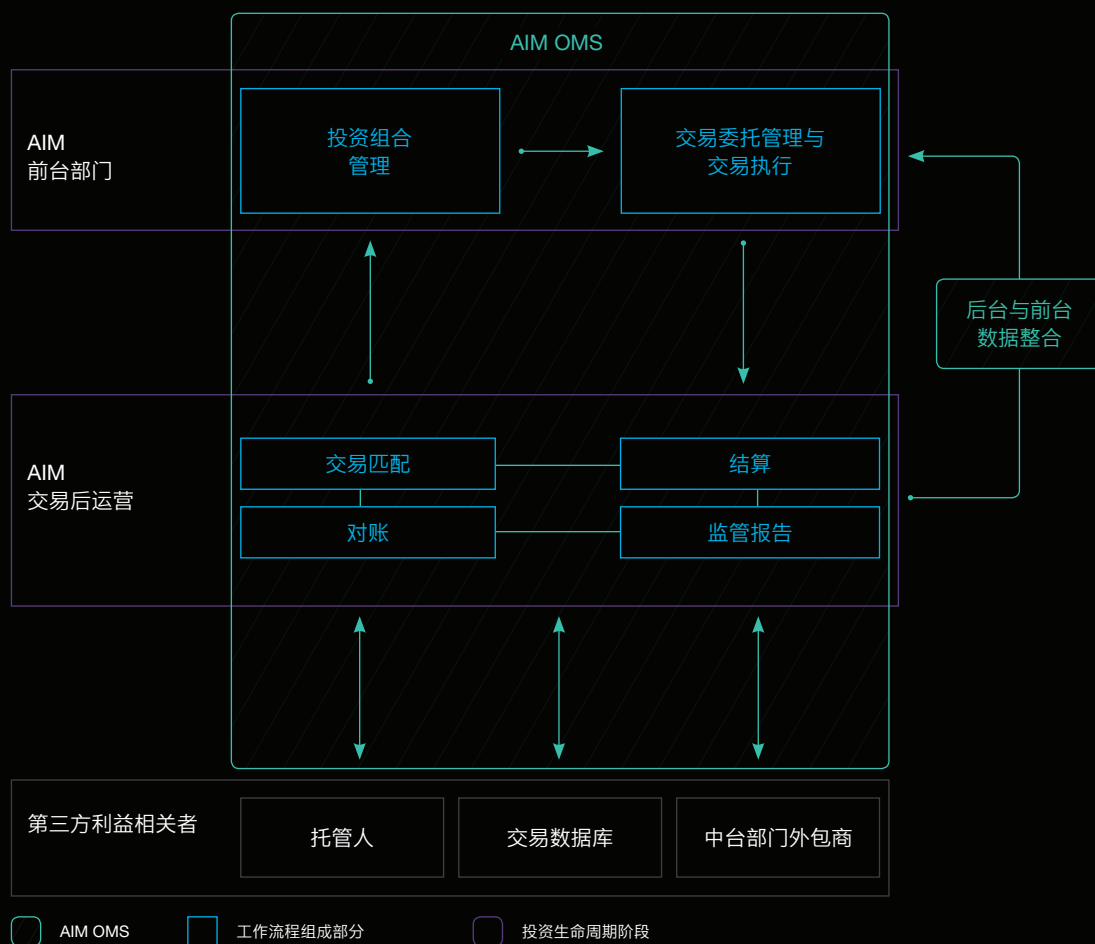 AIM OMS
AIM
前台部门
投资组合
管理
交易委托管理与
交易执行
后台与前台
数据整合
AIM
交易后运营
交易匹配
结算
对账
监管报告
第三方利益相关者
托管人
交易数据库
中台部门外包商
AIM OMS
工作流程组成部分
投资生命周期阶段